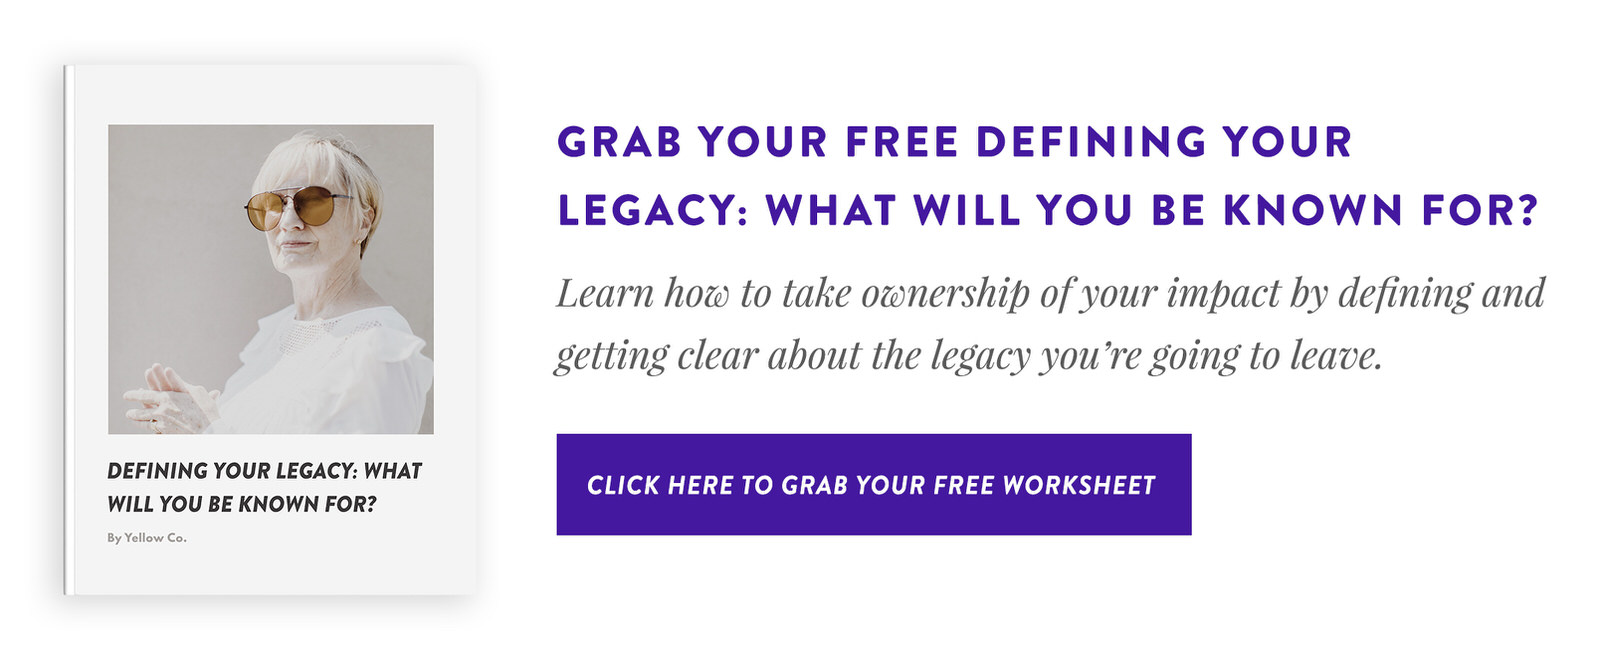 DEFINING YOUR LEGACY: WHAT
WILL YOU BE KNOWN FOR?
By Yellow Co.
GRAB YOUR FREE DEFINING YOUR
LEGACY: WHAT WILL YOU BE KNOWN FOR?
Learn how to take ownership of your impact by defining and
getting clear about the legacy you’re going to leave.
CLICK HERE TO GRAB YOUR FREE WORKSHEET